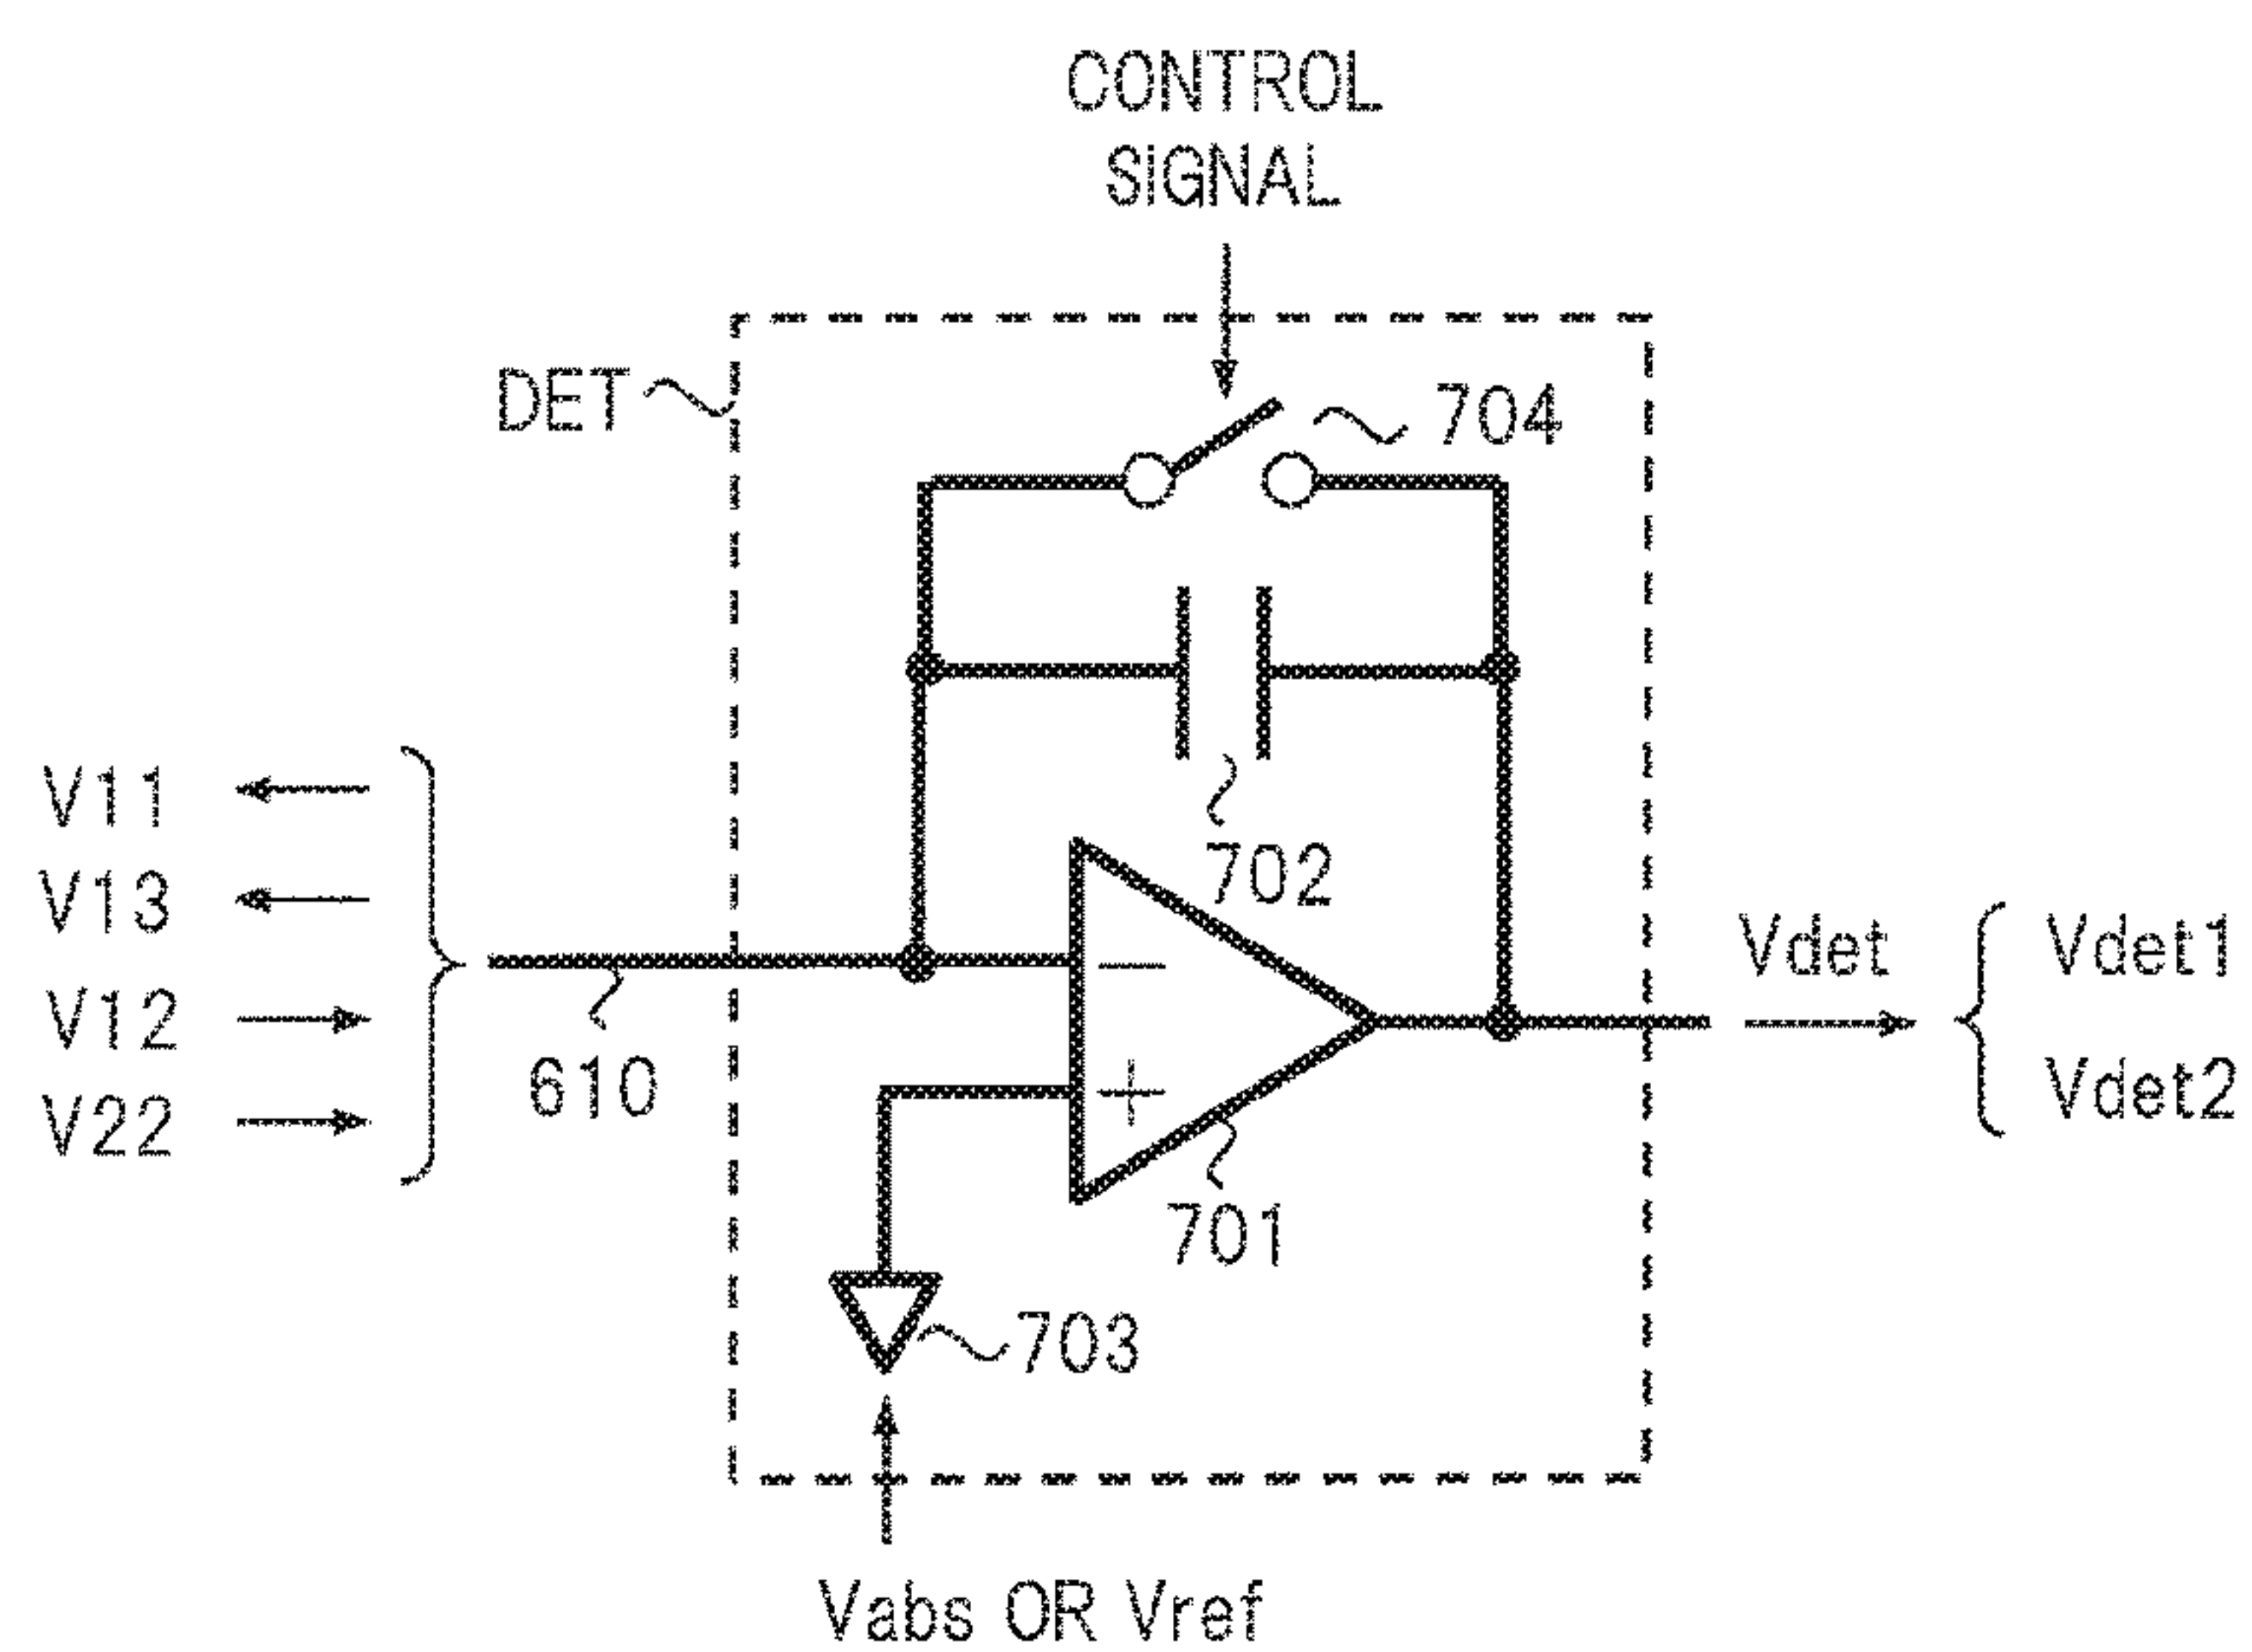 CONTROL
SIGNAL
DET
704
702
V11
V13
V12
V22
610
−
+
701
703
Vdet
Vdet1
Vdet2
Vabs OR Vref